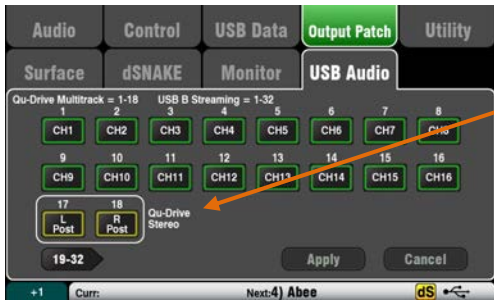 Audio Control USB Data Output Patch Utility
Surface dSNAKE Monitor USB Audio
Qu-Drive Multitrack = 1-18 USB B Streaming = 1-32
1 2 3 4 5 6 7 8
CH1 CH2 CH3 CH4 CH5 CH6 CH7 CH8
9 10 11 12 13 14 15 16
CH9 CH10 CH11 CH12 CH13 CH14 CH15 CH16
17 18
L Post R Post Qu-Drive Stereo
19-32 Apply Cancel
+1 Curr: Next:4) Abee dS